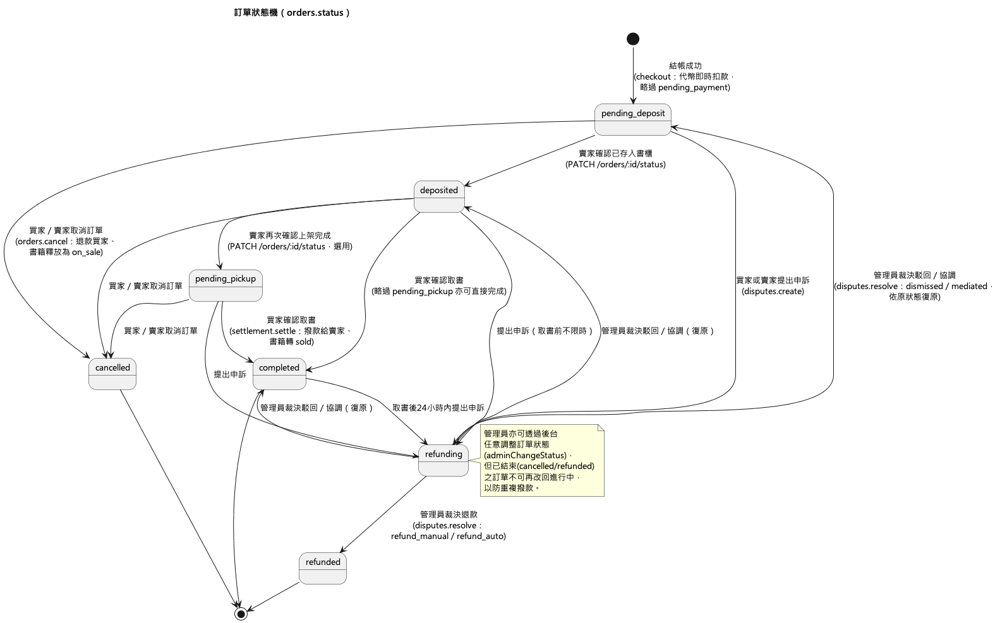 訂單狀態機（orders.status）
結帳成功
(checkout：代幣即時扣款，
略過 pending_payment)
pending_deposit
賣家確認已存入書櫃
(PATCH /orders/:id/status)
deposited
買家 / 賣家取消訂單
(orders.cancel：退款買家、
書籍釋放為 on_sale)
賣家再次確認上架完成
(PATCH /orders/:id/status，選用)
pending_pickup
買家 / 賣家取消訂單
買家確認取書
(略過 pending_pickup 亦可直接完成)
買家或賣家提出申訴
(disputes.create)
管理員裁決駁回 / 協調
(disputes.resolve：dismissed / mediated，
依原狀態復原)
買家 / 賣家取消訂單
買家確認取書
(settlement.settle：撥款給賣家、
書籍轉 sold)
提出申訴（取書前不限時）
管理員裁決駁回 / 協調（復原）
cancelled
completed
提出申訴
管理員裁決駁回 / 協調（復原）
取書後24小時內提出申訴
refunding
管理員亦可透過後台
任意調整訂單狀態
(adminChangeStatus)，
但已結束(cancelled/refunded)
之訂單不可再改回進行中，
以防重複撥款。
管理員裁決退款
(disputes.resolve：
refund_manual / refund_auto)
refunded